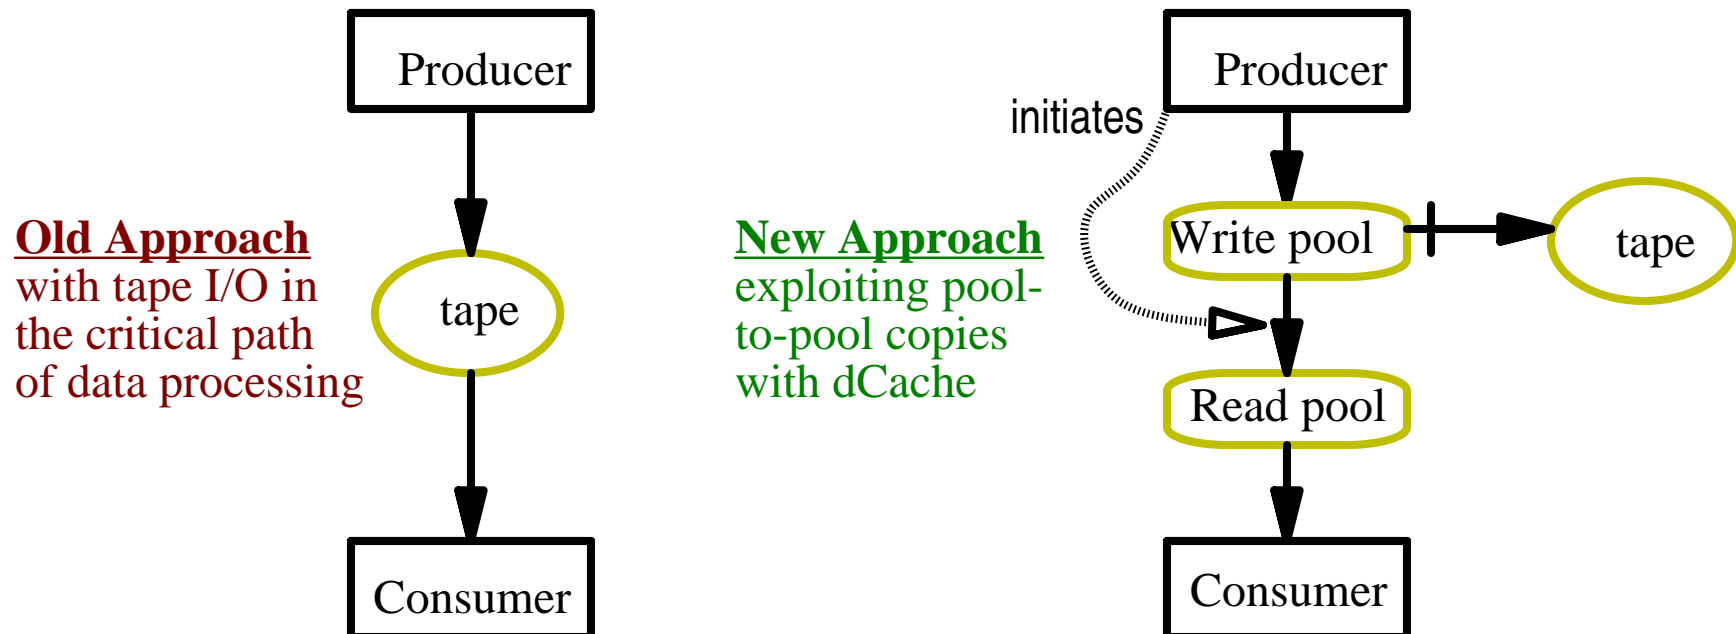 Producer
Old Approach
with tape I/O in
the critical path
of data processing
tape
Consumer
Producer
initiates
New Approach
exploiting pool-
to-pool copies
with dCache
Write pool
tape
Read pool
Consumer